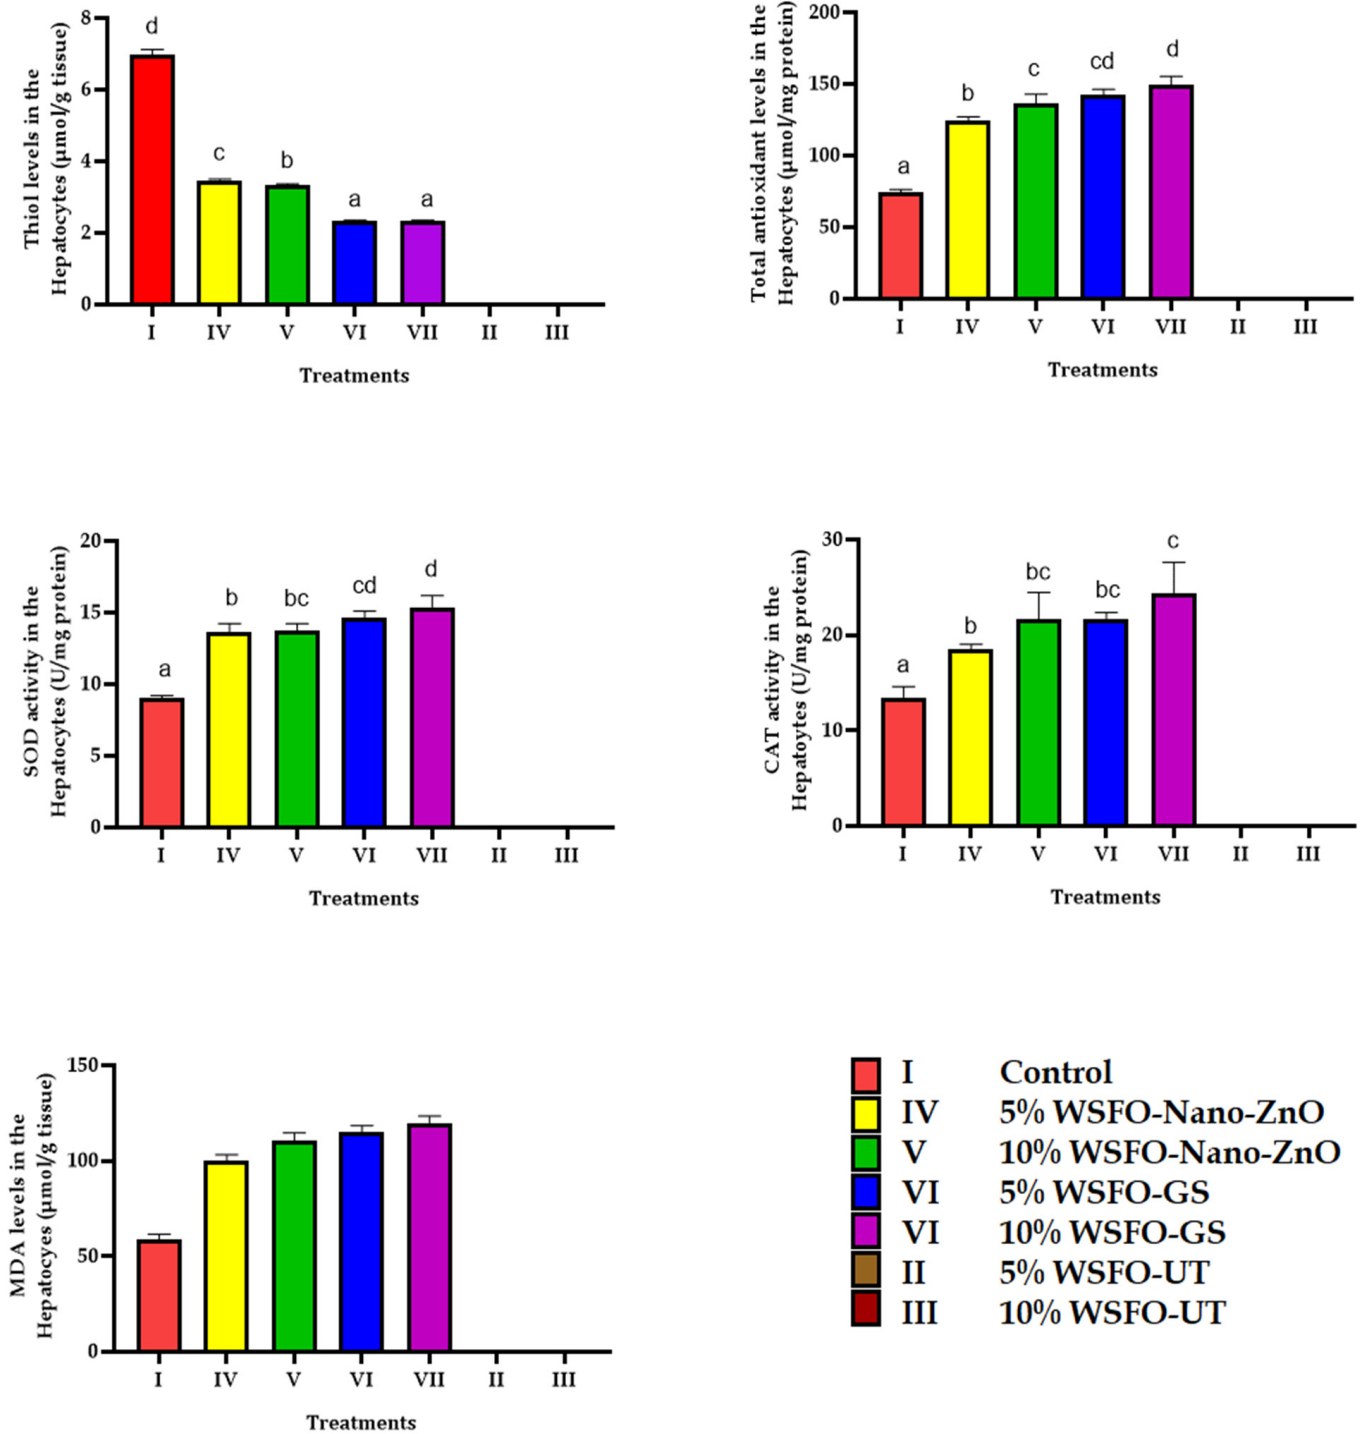 Thiol levels in the
Hepatocytes (µmol/g tissue)
8
6
4
2
0
d
c
b
a
a
I IV V VI VII II III
Treatments
Total antioxidant levels in the
Hepatocytes (µmol/mg protein)
200
150
100
50
0
a
b
c
cd
d
I IV V VI VII II III
Treatments
SOD activity in the
Hepatocytes (U/mg protein)
20
15
10
5
0
a
b
bc
cd
d
I IV V VI VII II III
Treatments
CAT activity in the
Hepatoytes (U/mg protein)
30
20
10
0
a
b
bc
bc
c
I IV V VI VII II III
Treatments
MDA levels in the
Hepatocyes (µmol/g tissue)
150
100
50
0
I IV V VI VII II III
Treatments
I Control
IV 5% WSFO-Nano-ZnO
V 10% WSFO-Nano-ZnO
VI 5% WSFO-GS
VI 10% WSFO-GS
II 5% WSFO-UT
III 10% WSFO-UT